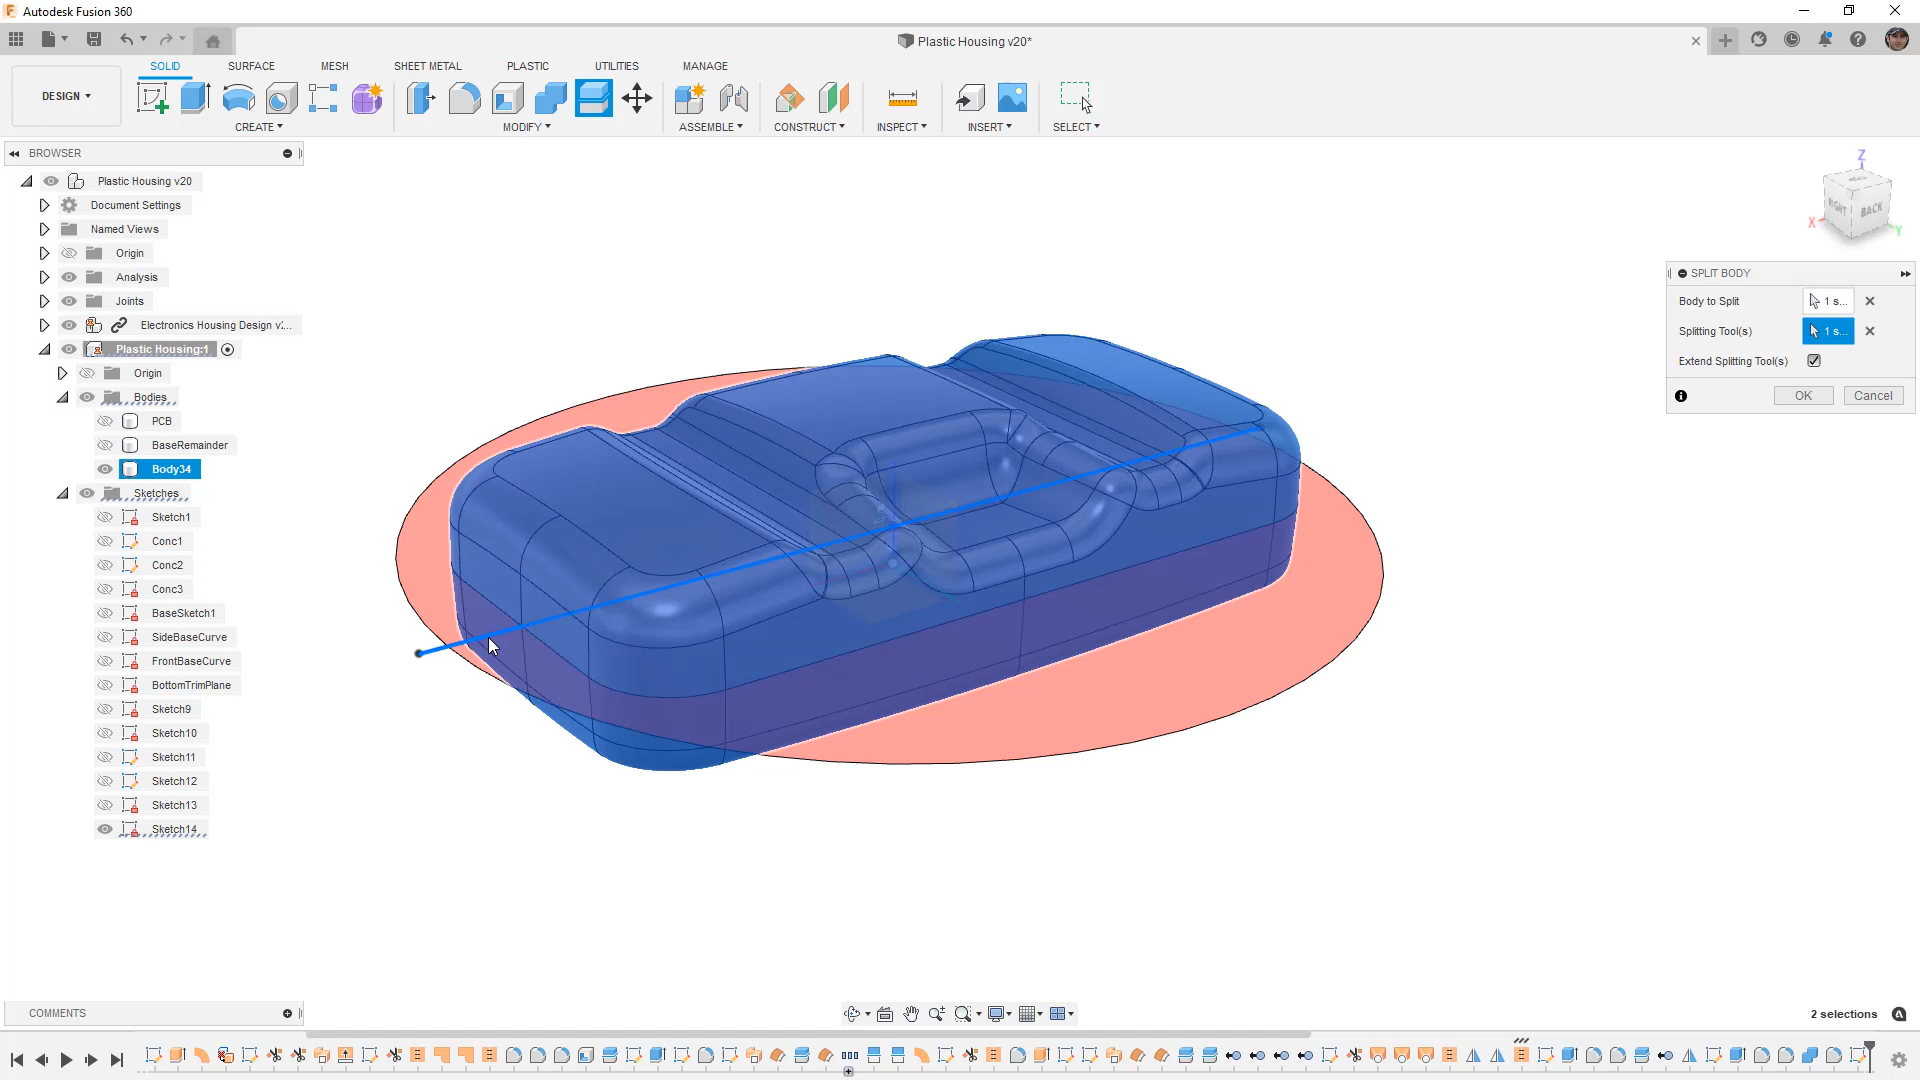 Autodesk Fusion 360
Plastic Housing v20*
DESIGN
SOLID
SURFACE
MESH
SHEET METAL
PLASTIC
UTILITIES
MANAGE
CREATE
MODIFY
ASSEMBLE
CONSTRUCT
INSPECT
INSERT
SELECT
BROWSER
Plastic Housing v20
Document Settings
Named Views
Origin
Analysis
Joints
Electronics Housing Design v2...
Plastic Housing:1
Origin
Bodies
PCB
BaseRemainder
Body34
Sketches
Sketch1
Conc1
Conc2
Conc3
BaseSketch1
SideBaseCurve
FrontBaseCurve
BottomTrimPlane
Sketch9
Sketch10
Sketch11
Sketch12
Sketch13
Sketch14
Z
RIGHT
BACK
X
Y
SPLIT BODY
Body to Split
1 s...
Splitting Tool(s)
1 s...
Extend Splitting Tool(s)
OK
Cancel
COMMENTS
2 selections